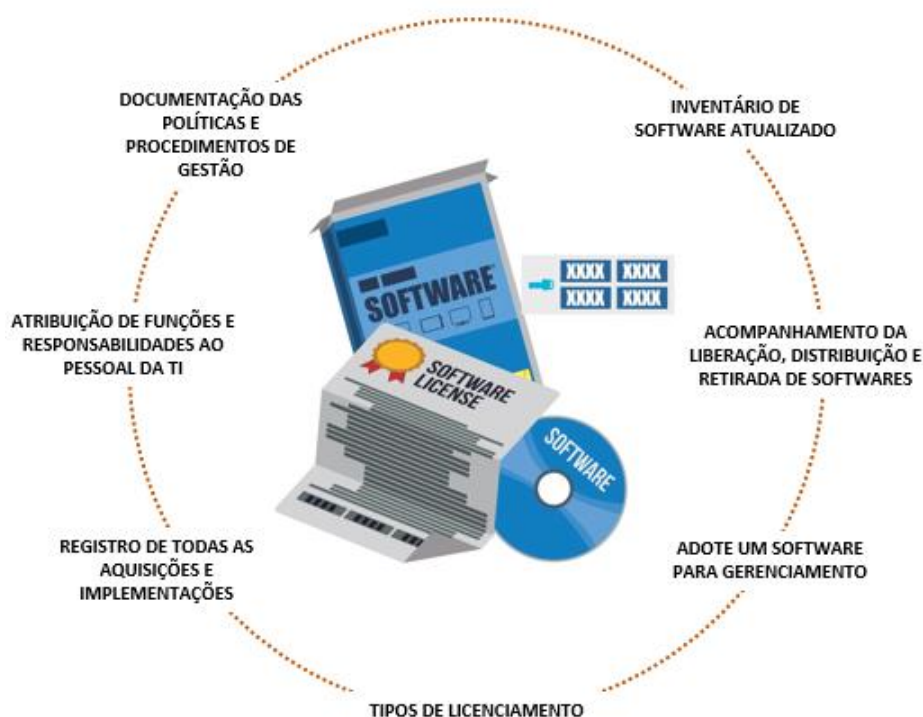 DOCUMENTAÇÃO DAS
POLÍTICAS E
PROCEDIMENTOS DE
GESTÃO
INVENTÁRIO DE
SOFTWARE ATUALIZADO
SOFTWARE
XXXX XXXX
XXXX XXXX
ATRIBUIÇÃO DE FUNÇÕES E
RESPONSABILIDADES AO
PESSOAL DA TI
SOFTWARE
LICENSE
ACOMPANHAMENTO DA
LIBERAÇÃO, DISTRIBUIÇÃO E
RETIRADA DE SOFTWARES
SOFTWARE
REGISTRO DE TODAS AS
AQUISIÇÕES E
IMPLEMENTAÇÕES
ADOTE UM SOFTWARE
PARA GERENCIAMENTO
TIPOS DE LICENCIAMENTO